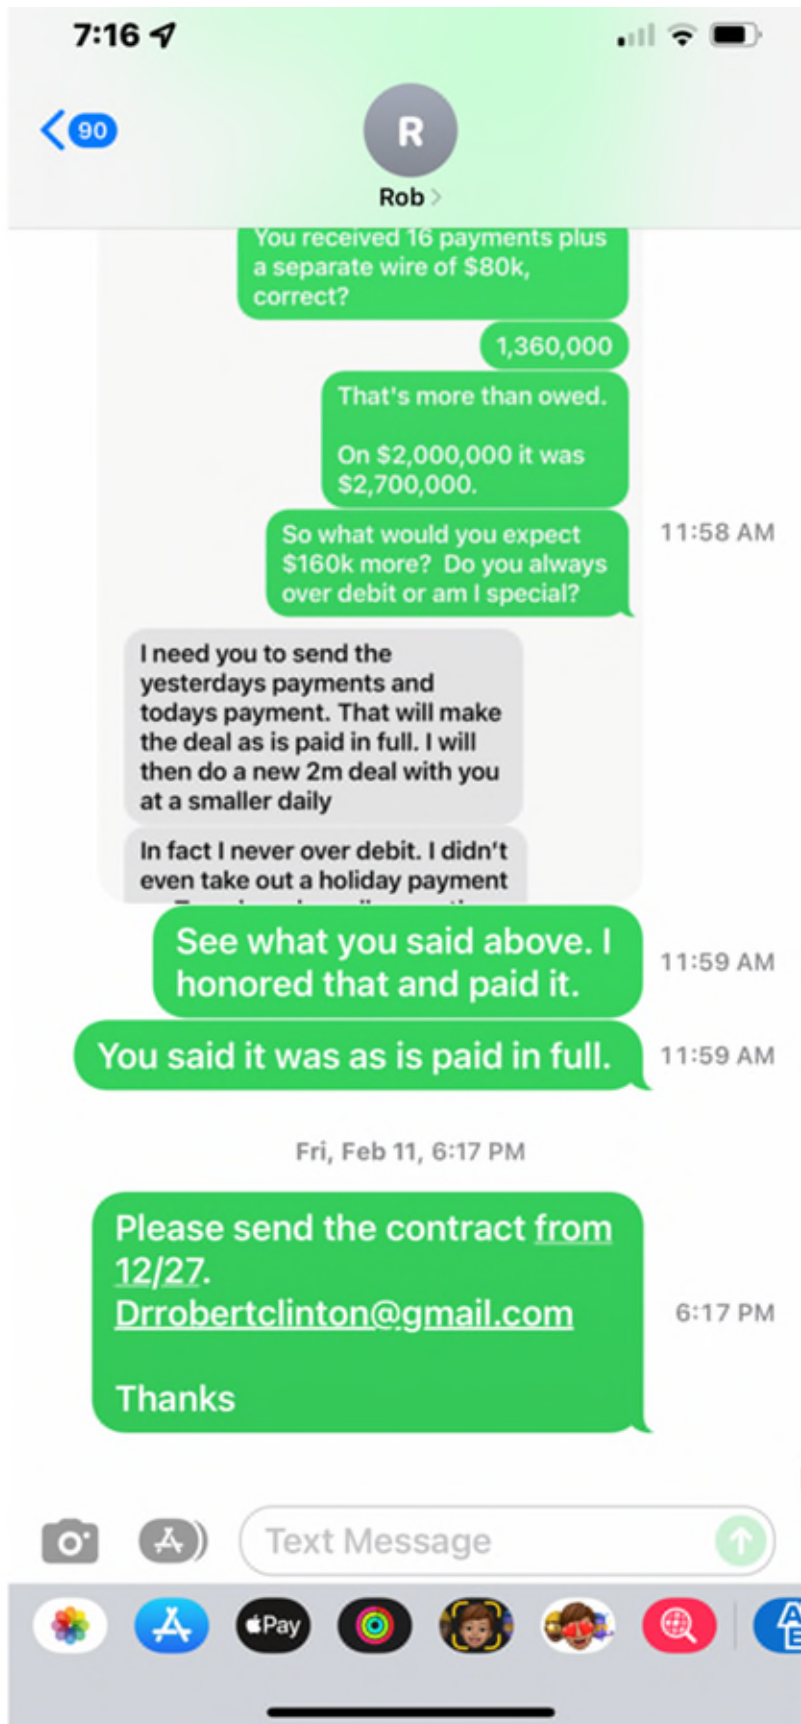 7:16
90
R
Rob
You received 16 payments plus
a separate wire of $80k,
correct?
1,360,000
That's more than owed.
On $2,000,000 it was
$2,700,000.
So what would you expect
$160k more? Do you always
over debit or am I special?
11:58 AM
I need you to send the
yesterdays payments and
todays payment. That will make
the deal as is paid in full. I will
then do a new 2m deal with you
at a smaller daily
In fact I never over debit. I didn't
even take out a holiday payment
See what you said above. I
honored that and paid it.
11:59 AM
You said it was as is paid in full.
11:59 AM
Fri, Feb 11, 6:17 PM
Please send the contract from
12/27.
Drrobertclinton@gmail.com
Thanks
6:17 PM
Text Message
Pay